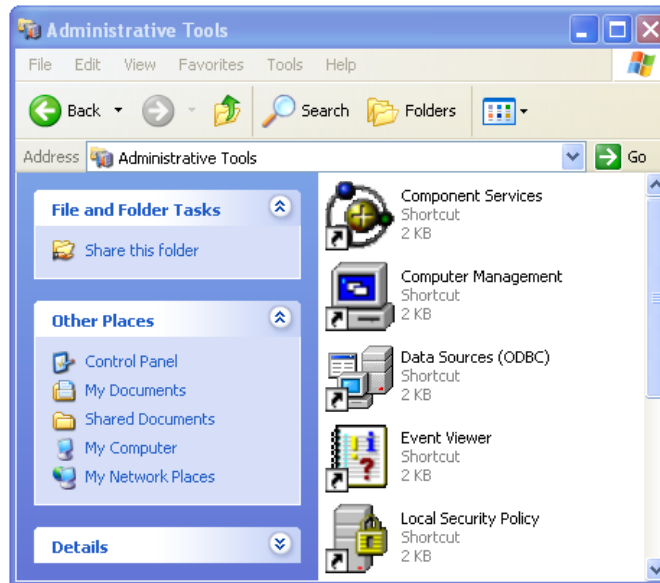 Administrative Tools
File Edit View Favorites Tools Help
Back Search Folders
Address Administrative Tools Go
File and Folder Tasks
Share this folder
Other Places
Control Panel
My Documents
Shared Documents
My Computer
My Network Places
Details
Component Services
Shortcut
2 KB
Computer Management
Shortcut
2 KB
Data Sources (ODBC)
Shortcut
2 KB
Event Viewer
Shortcut
2 KB
Local Security Policy
Shortcut
2 KB